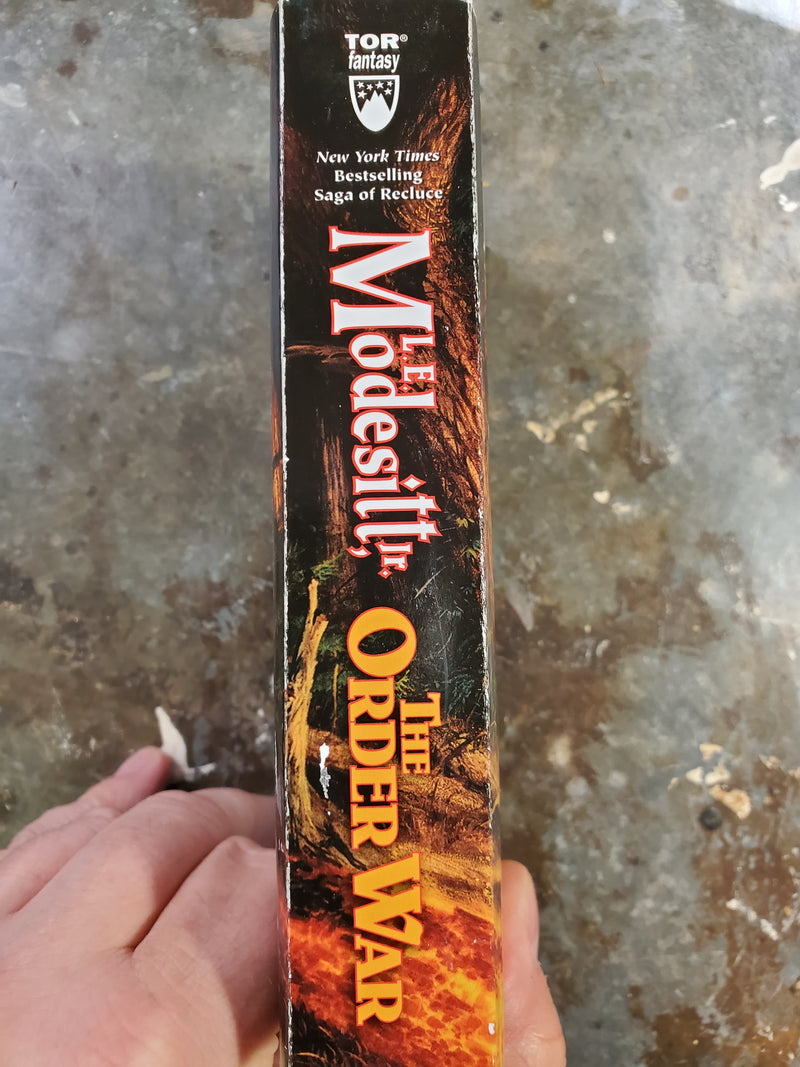 TOR®
fantasy
New York Times
Bestselling
Saga of Recluce
L.E.
Modesitt, Jr.
THE
ORDER WAR